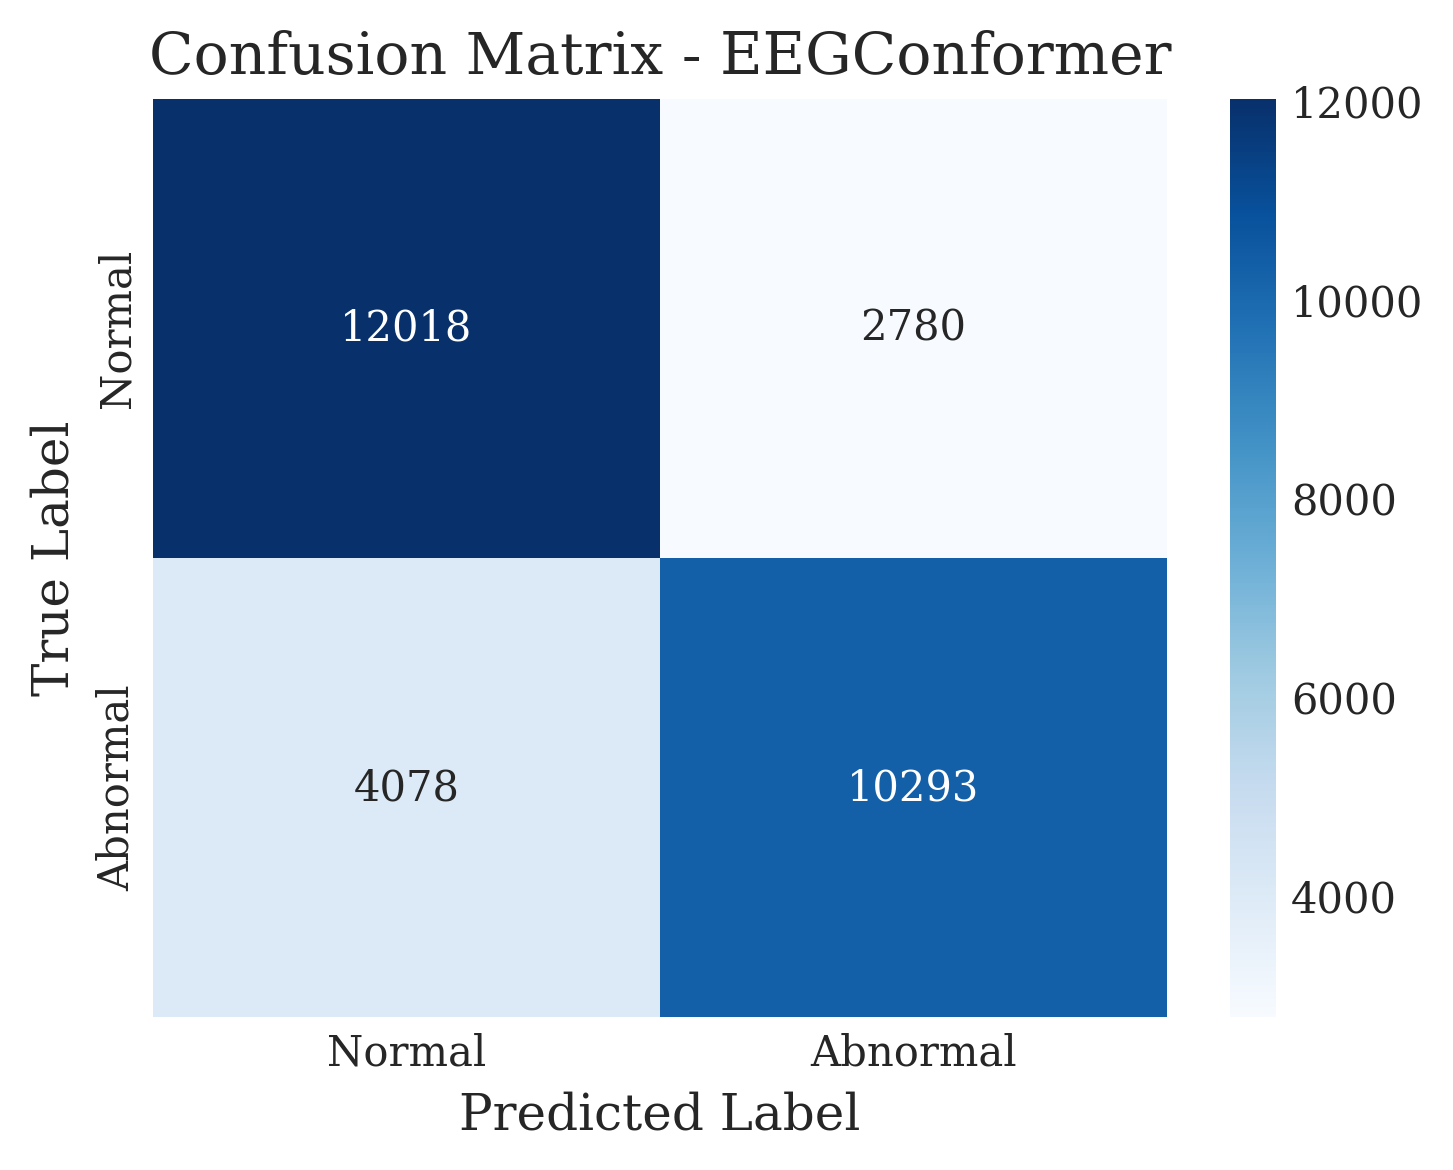 Confusion Matrix - EEGConformer
True Label
Normal
Abnormal
12018
2780
4078
10293
Normal
Abnormal
Predicted Label
12000
10000
8000
6000
4000